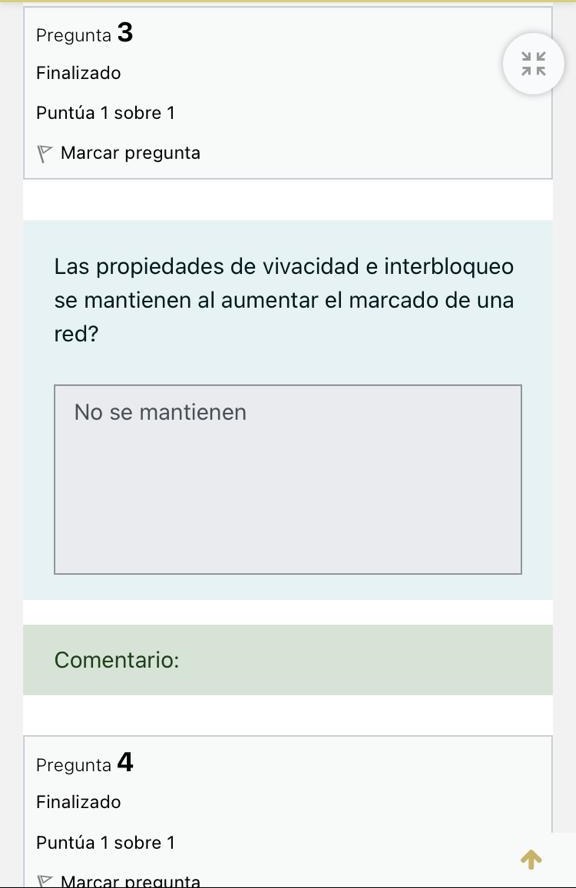 Pregunta 3
Finalizado
Puntúa 1 sobre 1
Marcar pregunta
Las propiedades de vivacidad e interbloqueo
se mantienen al aumentar el marcado de una
red?
No se mantienen
Comentario:
Pregunta 4
Finalizado
Puntúa 1 sobre 1
Marcar pregunta